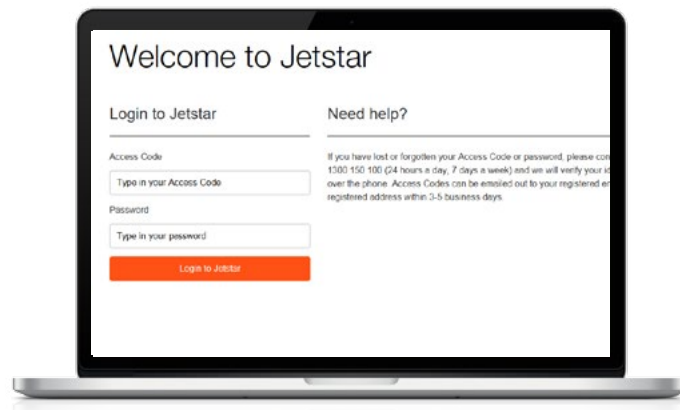 Welcome to Jetstar
Login to Jetstar
Access Code
Type in your Access Code
Password
Type in your password
Login to Jetstar
Need help?
If you have lost or forgotten your Access Code or password, please
1300 150 100 (24 hours a day, 7 days a week) and we will verify your
over the phone. Access Codes can be emailed out to your registered
registered address within 3-5 business days